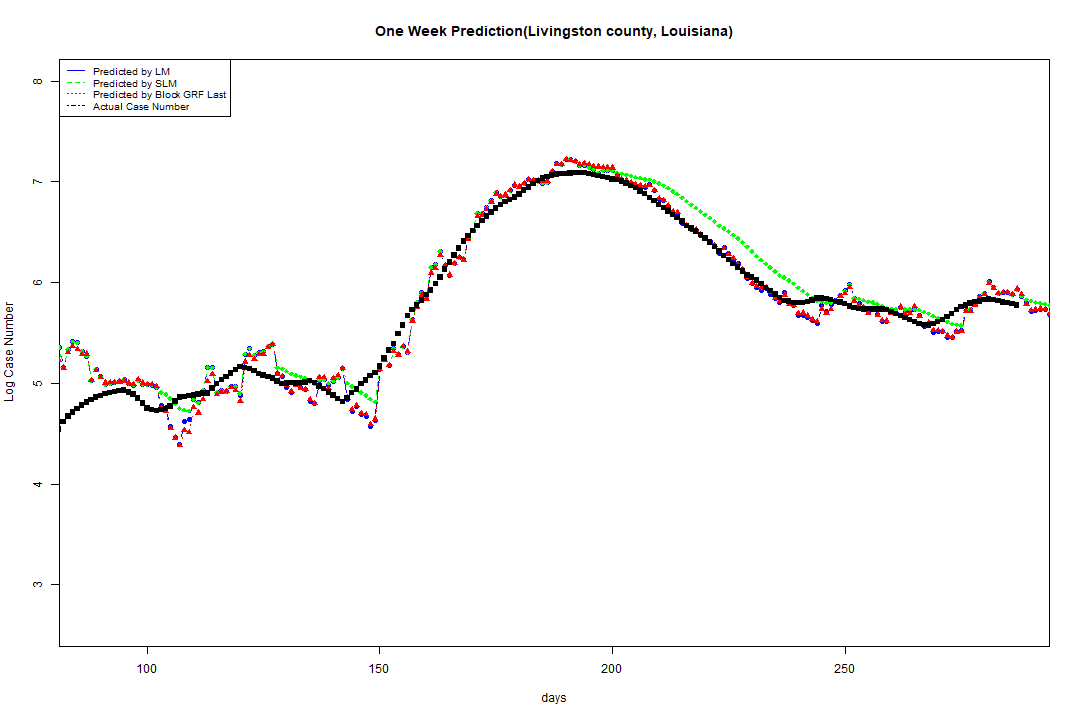 One Week Prediction(Livingston county, Louisiana)
Predicted by LM
Predicted by SLM
Predicted by Block GRF Last
Actual Case Number
8
7
6
5
4
3
Log Case Number
100 150 200 250
days